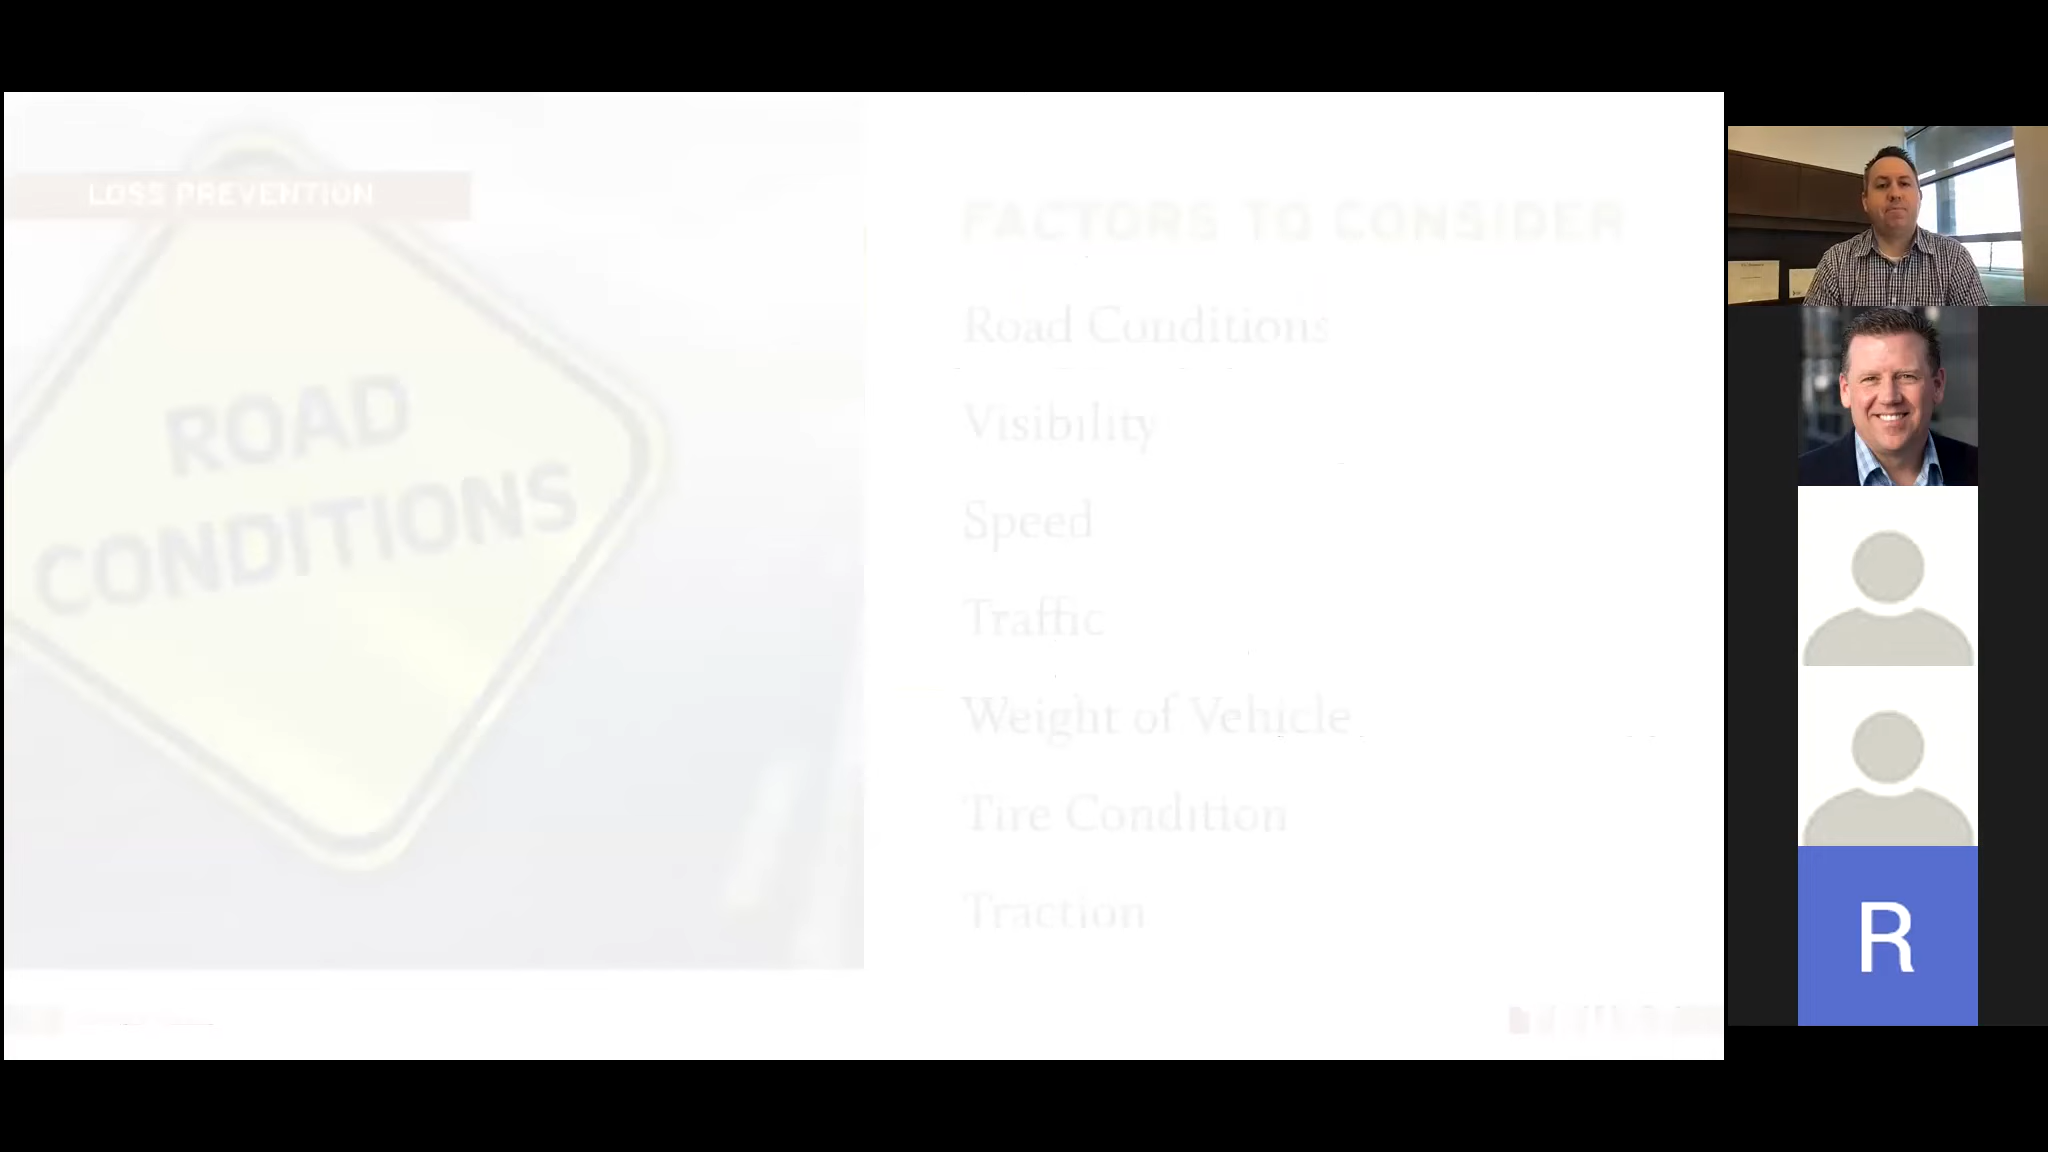 LOSS PREVENTION
ROAD
CONDITIONS
FACTORS TO CONSIDER
Road Conditions
Visibility
Speed
Traffic
Weight of Vehicle
Tire Condition
Traction
R